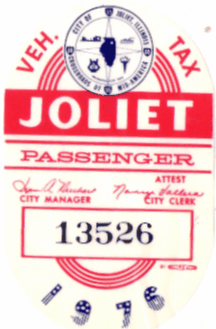 CITY OF JOLIET, ILLINOIS
CROSSROADS OF MID-AMERICA
VEH. TAX
JOLIET
PASSENGER
ATTEST
CITY MANAGER CITY CLERK
13526
1976